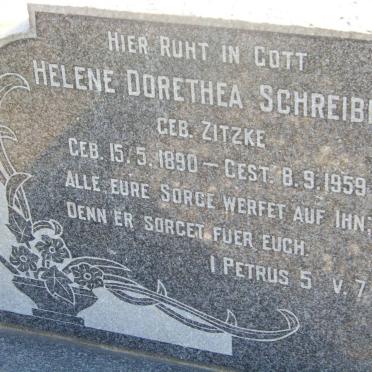 HIER RUHT IN GOTT
HELENE DORETHEA SCHREIB
GEB. ZITZKE
GEB. 15. 5. 1890 – GEST. 8. 9. 1959
ALLE EURE SORGE WERFET AUF IHN;
DENN ER SORGET FUER EUCH.
I PETRUS 5 V. 7